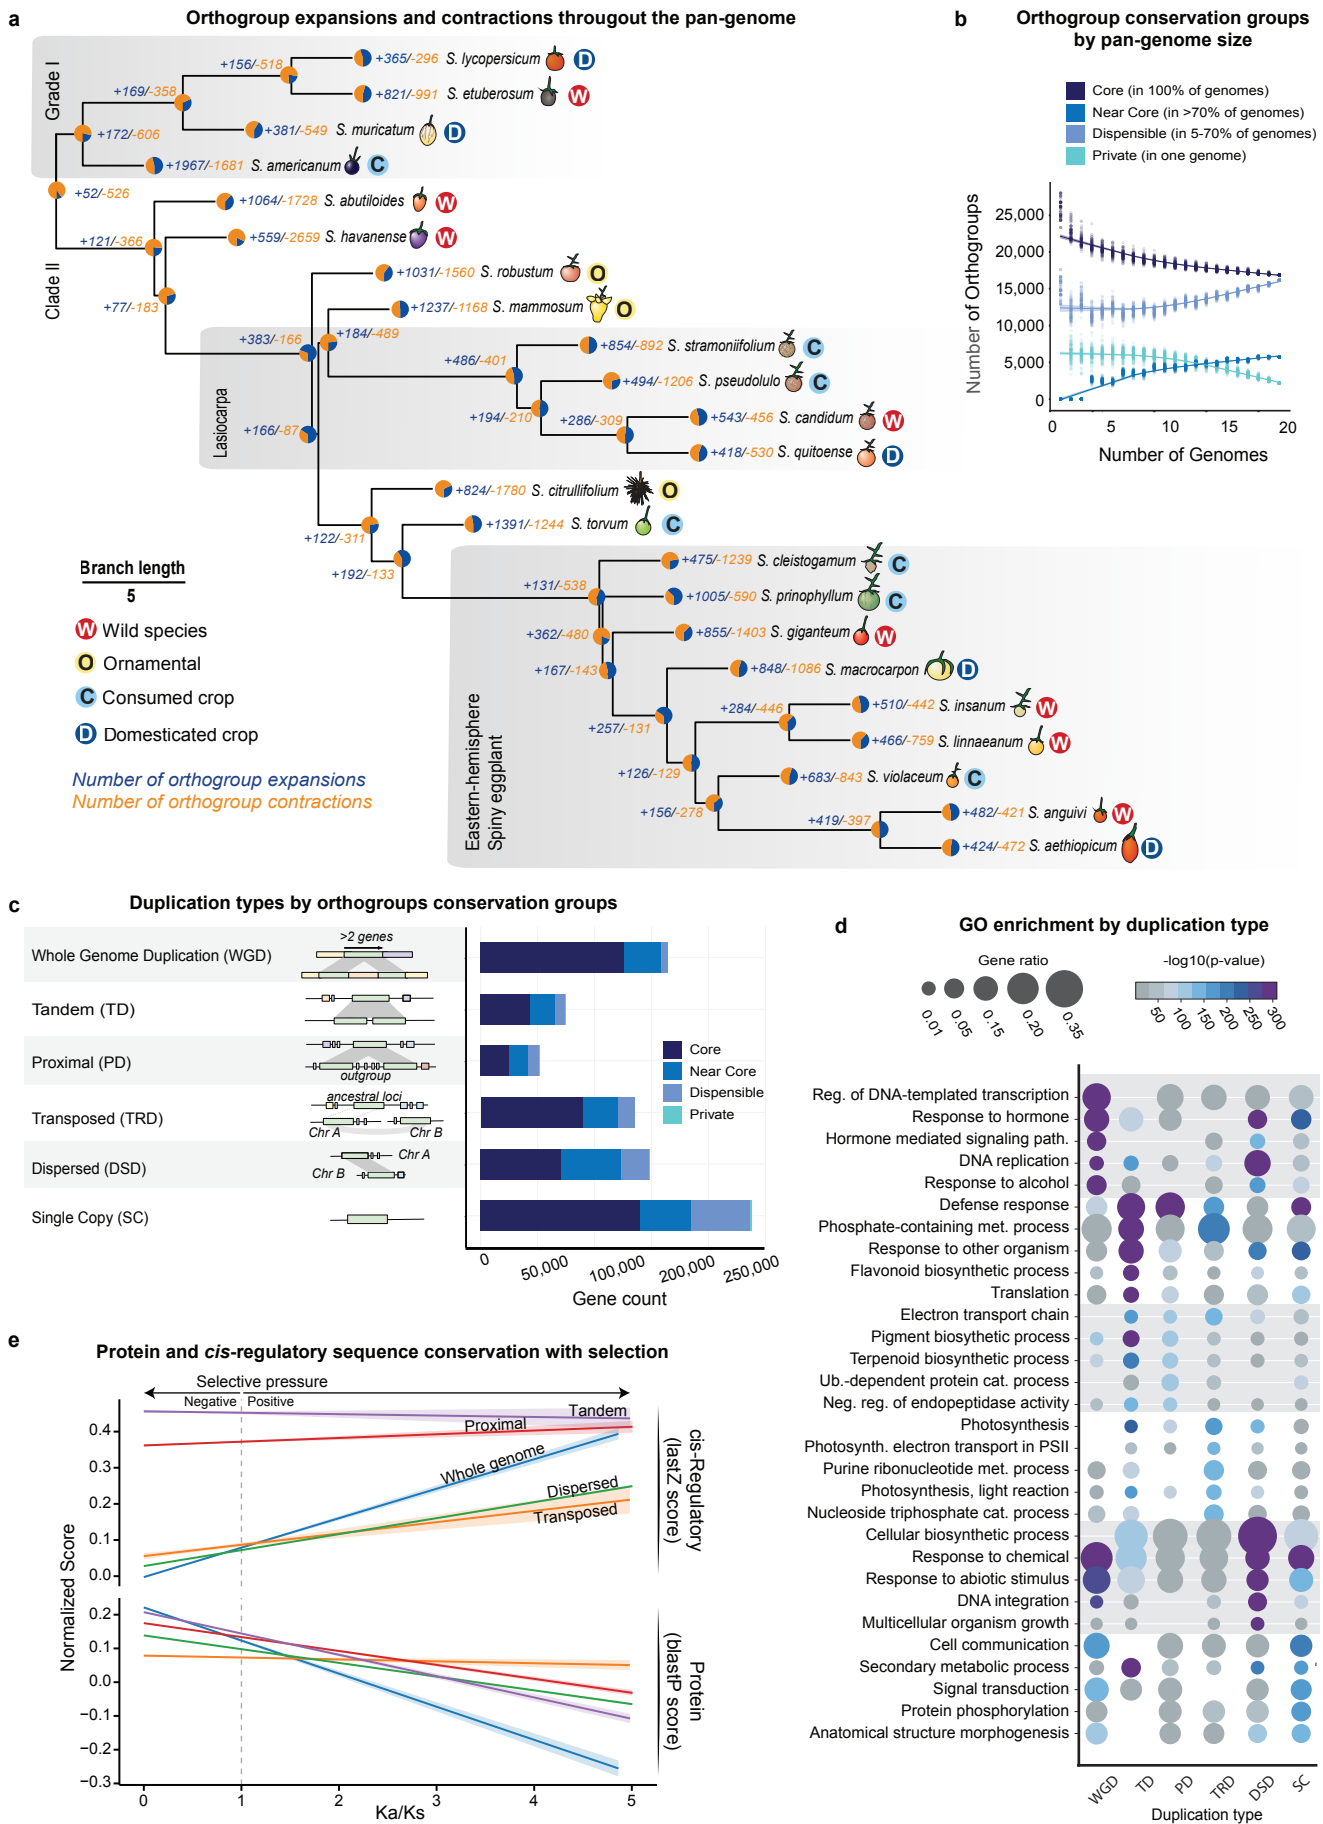 a
Orthogroup expansions and contractions througout the pan-genome
Grade I
+156/-518
+365/-296 S. lycopersicum D
+169/-358
+821/-991 S. etuberosum W
+172/-606
+381/-549 S. muricatum D
+1967/-1681 S. americanum C
+52/-526
+1064/-1728 S. abutiloides W
+121/-366
+559/-2659 S. havanense W
Clade II
+77/-183
+1031/-1560 S. robustum O
+1237/-1168 S. mammosum O
+383/-166
+184/-489
Lasiocarpa
+486/-401
+854/-892 S. stramoniifolium C
+494/-1206 S. pseudolulo C
+194/-210
+286/-309
+543/-456 S. candidum W
+166/-87
+418/-530 S. quitoense D
+824/-1780 S. citrullifolium O
+122/-311
+1391/-1244 S. torvum C
+192/-133
Eastern-hemisphere
Spiny eggplant
+131/-538
+475/-1239 S. cleistogamum C
+1005/-590 S. prinophyllum C
+362/-480
+855/-1403 S. giganteum W
+167/-143
+848/-1086 S. macrocarpon D
+257/-131
+284/-446
+510/-442 S. insanum W
+466/-759 S. linnaeanum W
+126/-129
+683/-843 S. violaceum C
+156/-278
+419/-397
+482/-421 S. anguivi W
+424/-472 S. aethiopicum D
Branch length
5
W Wild species
O Ornamental
C Consumed crop
D Domesticated crop
Number of orthogroup expansions
Number of orthogroup contractions
b
Orthogroup conservation groups
by pan-genome size
Core (in 100% of genomes)
Near Core (in >70% of genomes)
Dispensible (in 5-70% of genomes)
Private (in one genome)
Number of Orthogroups
25,000
20,000
15,000
10,000
5,000
0
0 5 10 15 20
Number of Genomes
c
Duplication types by orthogroups conservation groups
Whole Genome Duplication (WGD)
>2 genes
Tandem (TD)
Proximal (PD)
outgroup
Transposed (TRD)
ancestral loci
Chr A Chr B
Dispersed (DSD)
Chr A
Chr B
Single Copy (SC)
Core
Near Core
Dispensible
Private
0 50,000 100,000 200,000 250,000
Gene count
d
GO enrichment by duplication type
Gene ratio
0.01 0.05 0.15 0.20 0.35
-log10(p-value)
50 100 150 200 250 300
Reg. of DNA-templated transcription
Response to hormone
Hormone mediated signaling path.
DNA replication
Response to alcohol
Defense response
Phosphate-containing met. process
Response to other organism
Flavonoid biosynthetic process
Translation
Electron transport chain
Pigment biosythetic process
Terpenoid biosynthetic process
Ub.-dependent protein cat. process
Neg. reg. of endopeptidase activity
Photosynthesis
Photosynth. electron transport in PSII
Purine ribonucleotide met. process
Photosynthesis, light reaction
Nucleoside triphosphate cat. process
Cellular biosynthetic process
Response to chemical
Response to abiotic stimulus
DNA integration
Multicellular organism growth
Cell communication
Secondary metabolic process
Signal transduction
Protein phosphorylation
Anatomical structure morphogenesis
WGD TD PD TRD DSD SC
Duplication type
e
Protein and cis-regulatory sequence conservation with selection
Selective pressure
Negative Positive
Normalized Score
0.4
0.3
0.2
0.1
0.0
Tandem
Proximal
Whole genome
Dispersed
Transposed
cis-Regulatory
(lastZ score)
0.2
0.1
0.0
−0.1
−0.2
−0.3
Protein
(blastP score)
0 1 2 3 4 5
Ka/Ks